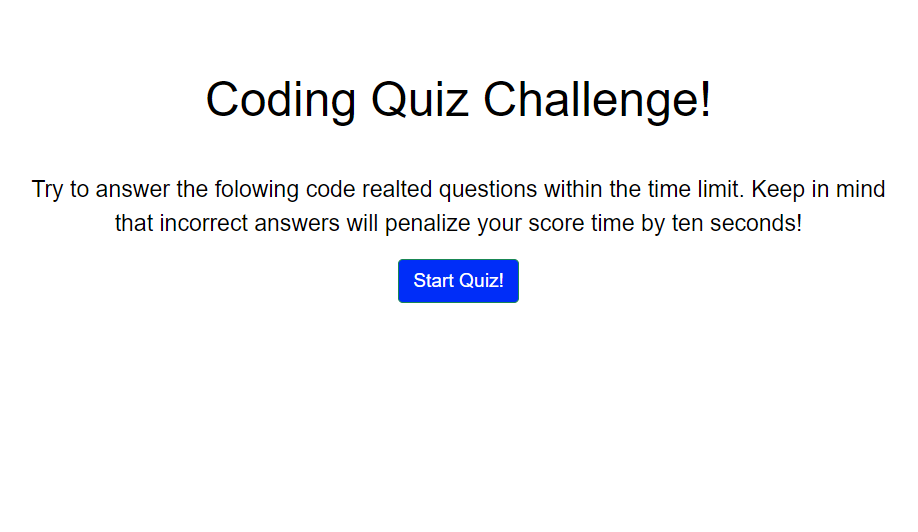 Coding Quiz Challenge!
Try to answer the folowing code realted questions within the time limit. Keep in mind
that incorrect answers will penalize your score time by ten seconds!
Start Quiz!